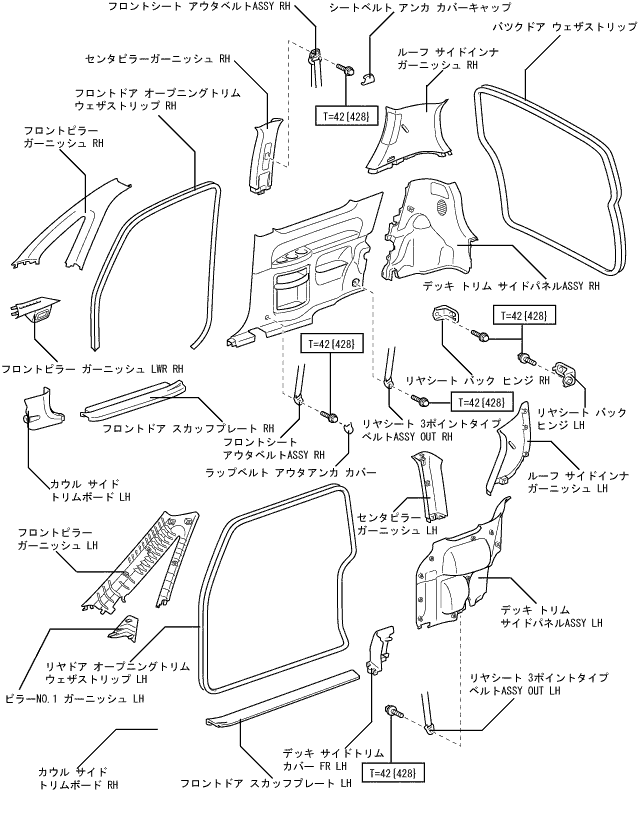 フロントシート アウタベルトASSY RH
シートベルト アンカ カバーキャップ
バックドア ウェザストリップ
センタピラーガーニッシュ RH
ルーフ サイドインナ
ガーニッシュ RH
フロントドア オープニングトリム
ウェザストリップ RH
T=42{428}
フロントピラー
ガーニッシュ RH
デッキ トリム サイドパネルASSY RH
T=42{428}
T=42{428}
フロントピラー ガーニッシュ LWR RH
リヤシート バック ヒンジ RH
T=42{428}
リヤシート バック
ヒンジ LH
フロントドア スカッフプレート RH
リヤシート 3ポイントタイプ
ベルトASSY OUT RH
フロントシート
アウタベルトASSY RH
ラップベルト アウタアンカ カバー
カウル サイド
トリムボード LH
ルーフ サイドインナ
ガーニッシュ LH
センタピラー
ガーニッシュ LH
フロントピラー
ガーニッシュ LH
デッキ トリム
サイドパネルASSY LH
リヤドア オープニングトリム
ウェザストリップ LH
リヤシート 3ポイントタイプ
ベルトASSY OUT LH
ピラーNO.1 ガーニッシュ LH
デッキ サイドトリム
カバー FR LH
T=42{428}
カウル サイド
トリムボード RH
フロントドア スカッフプレート LH